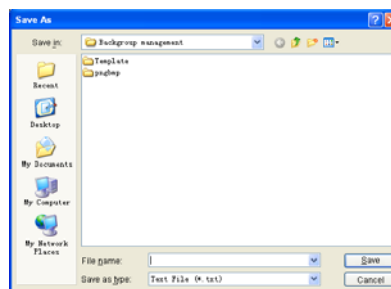 Save As
Save in:
Backgroup management
Template
pngbmp
Recent
Desktop
My Documents
My Computer
My Network
Places
File name:
Save
Save as type:
Text File (*.txt)
Cancel